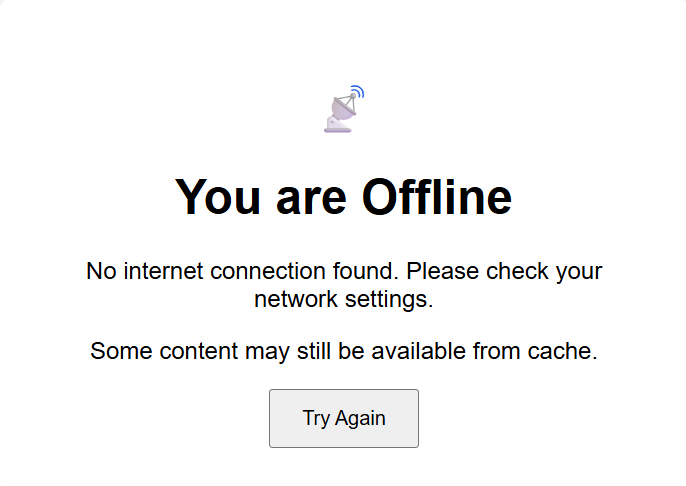 You are Offline
No internet connection found. Please check your
network settings.
Some content may still be available from cache.
Try Again